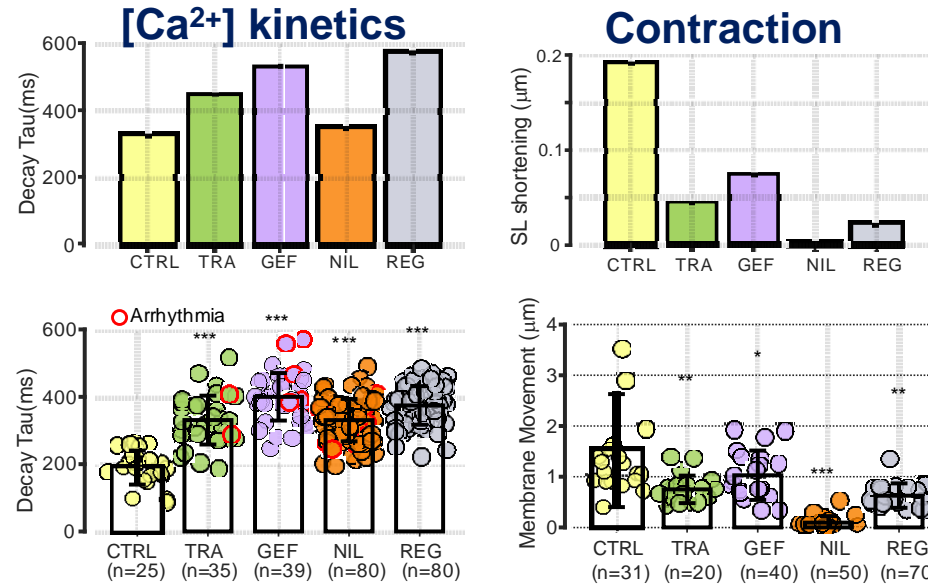 [Ca²⁺] kinetics
Decay Tau(ms)
600
400
200
0
CTRL TRA GEF NIL REG
Contraction
SL shortening (µm)
0.2
0.1
0
CTRL TRA GEF NIL REG
Decay Tau(ms)
600
400
200
0
Arrhythmia
*** *** *** ***
CTRL TRA GEF NIL REG
(n=25) (n=35) (n=39) (n=80) (n=80)
Membrane Movement (µm)
4
3
2
1
0
** * *** **
CTRL TRA GEF NIL REG
(n=31) (n=20) (n=40) (n=50) (n=70